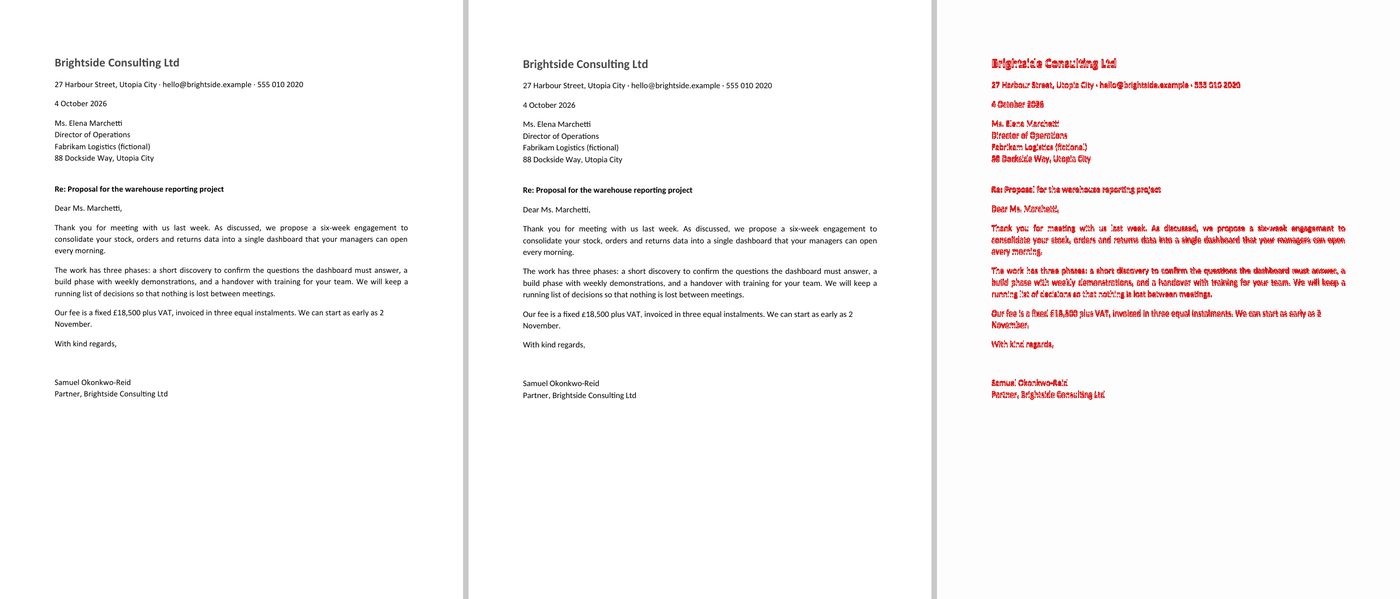 Brightside Consulting Ltd
27 Harbour Street, Utopia City · hello@brightside.example · 555 010 2020
4 October 2026
Ms. Elena Marchetti
Director of Operations
Fabrikam Logistics (fictional)
88 Dockside Way, Utopia City
Re: Proposal for the warehouse reporting project
Dear Ms. Marchetti,
Thank you for meeting with us last week. As discussed, we propose a six-week engagement to
consolidate your stock, orders and returns data into a single dashboard that your managers can open
every morning.
The work has three phases: a short discovery to confirm the questions the dashboard must answer, a
build phase with weekly demonstrations, and a handover with training for your team. We will keep a
running list of decisions so that nothing is lost between meetings.
Our fee is a fixed £18,500 plus VAT, invoiced in three equal instalments. We can start as early as 2
November.
With kind regards,
Samuel Okonkwo-Reid
Partner, Brightside Consulting Ltd
Brightside Consulting Ltd
27 Harbour Street, Utopia City · hello@brightside.example · 555 010 2020
4 October 2026
Ms. Elena Marchetti
Director of Operations
Fabrikam Logistics (fictional)
88 Dockside Way, Utopia City
Re: Proposal for the warehouse reporting project
Dear Ms. Marchetti,
Thank you for meeting with us last week. As discussed, we propose a six-week engagement to
consolidate your stock, orders and returns data into a single dashboard that your managers can open
every morning.
The work has three phases: a short discovery to confirm the questions the dashboard must answer, a
build phase with weekly demonstrations, and a handover with training for your team. We will keep a
running list of decisions so that nothing is lost between meetings.
Our fee is a fixed £18,500 plus VAT, invoiced in three equal instalments. We can start as early as 2
November.
With kind regards,
Samuel Okonkwo-Reid
Partner, Brightside Consulting Ltd
Brightside Consulting Ltd
27 Harbour Street, Utopia City · hello@brightside.example · 555 010 2020
4 October 2026
Ms. Elena Marchetti
Director of Operations
Fabrikam Logistics (fictional)
88 Dockside Way, Utopia City
Re: Proposal for the warehouse reporting project
Dear Ms. Marchetti,
Thank you for meeting with us last week. As discussed, we propose a six-week engagement to
consolidate your stock, orders and returns data into a single dashboard that your managers can open
every morning.
The work has three phases: a short discovery to confirm the questions the dashboard must answer, a
build phase with weekly demonstrations, and a handover with training for your team. We will keep a
running list of decisions so that nothing is lost between meetings.
Our fee is a fixed £18,500 plus VAT, invoiced in three equal instalments. We can start as early as 2
November.
With kind regards,
Samuel Okonkwo-Reid
Partner, Brightside Consulting Ltd